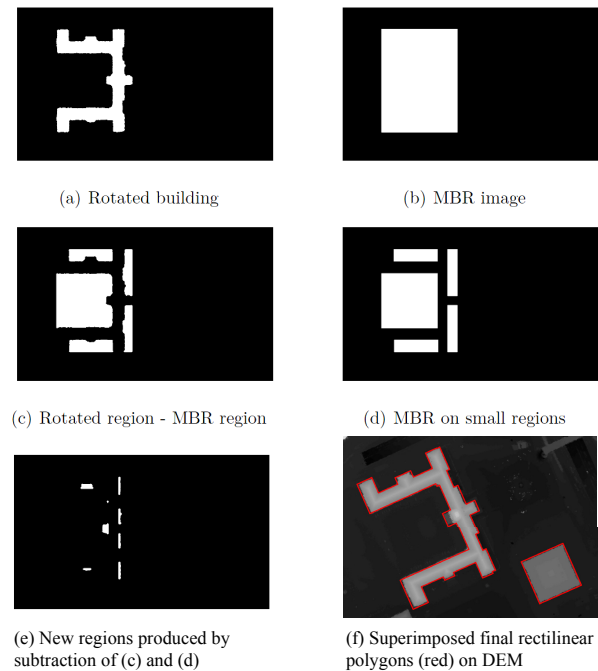 (a) Rotated building
(b) MBR image
(c) Rotated region - MBR region
(d) MBR on small regions
(e) New regions produced by
subtraction of (c) and (d)
(f) Superimposed final rectilinear
polygons (red) on DEM